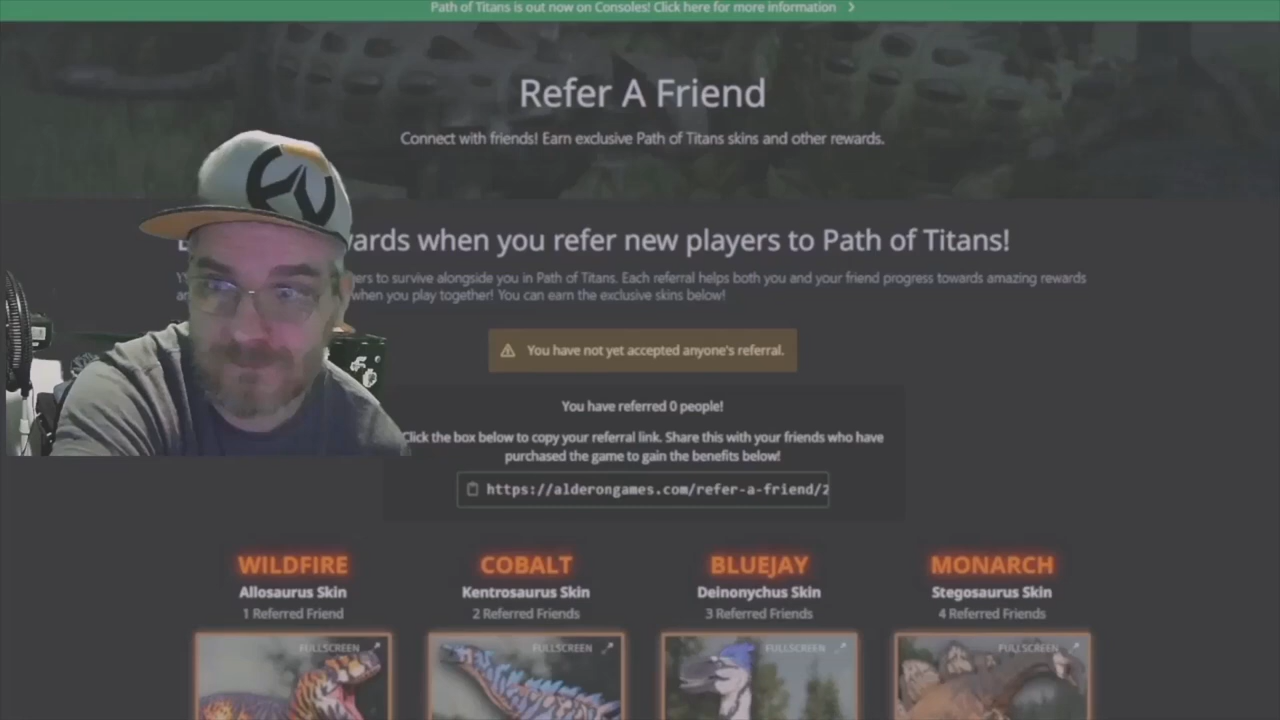 Path of Titans is out now on Consoles! Click here for more information
Refer A Friend
Connect with friends! Earn exclusive Path of Titans skins and other rewards.
when you refer new players to Path of Titans!
to survive alongside you in Path of Titans. Each referral helps both you and your friend progress towards amazing rewards
when you play together! You can earn the exclusive skins below!
You have not yet accepted anyone's referral.
You have referred 0 people!
Click the box below to copy your referral link. Share this with your friends who have
purchased the game to gain the benefits below!
https://alderongames.com/refer-a-friend/2
WILDFIRE COBALT BLUEJAY MONARCH
Allosaurus Skin Kentrosaurus Skin Deinonychus Skin Stegosaurus Skin
1 Referred Friend 2 Referred Friends 3 Referred Friends 4 Referred Friends
FULLSCREEN FULLSCREEN FULLSCREEN FULLSCREEN